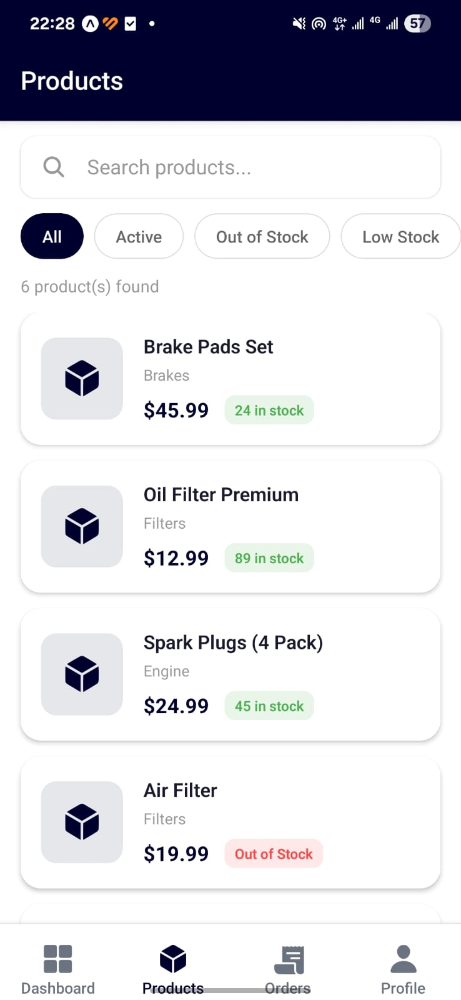 22:28
4G+ 4G 57
Products
Search products...
All Active Out of Stock Low Stock
6 product(s) found
Brake Pads Set
Brakes
$45.99 24 in stock
Oil Filter Premium
Filters
$12.99 89 in stock
Spark Plugs (4 Pack)
Engine
$24.99 45 in stock
Air Filter
Filters
$19.99 Out of Stock
Dashboard Products Orders Profile